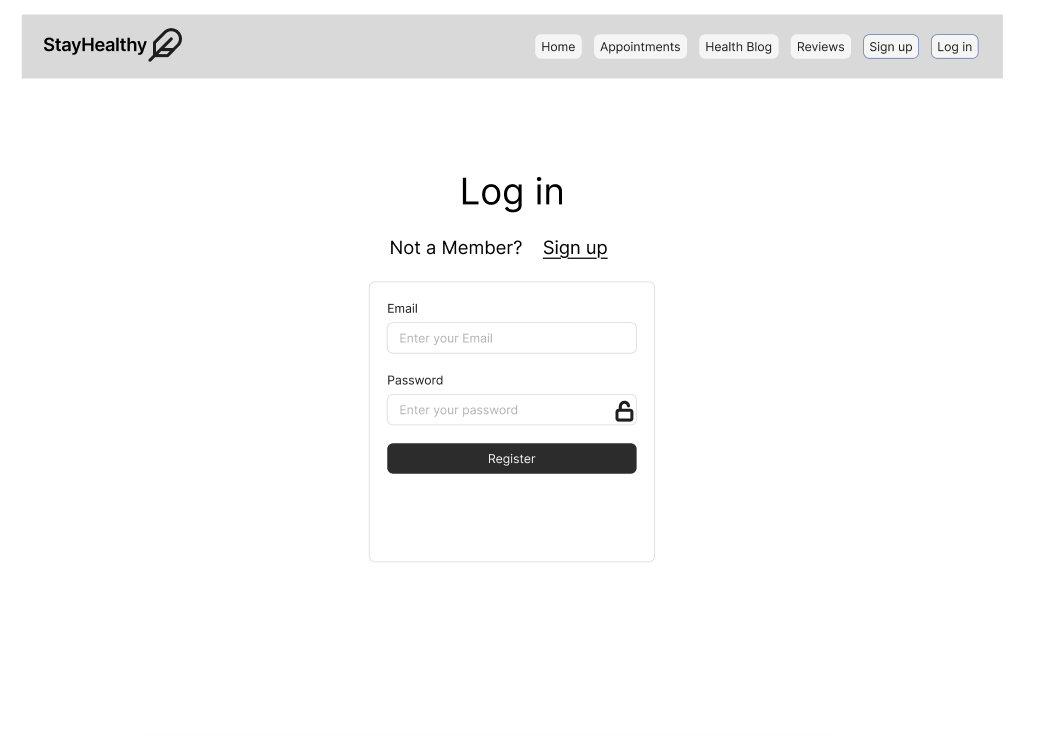 StayHealthy Home Appointments Health Blog Reviews Sign up Log in
Log in
Not a Member? Sign up
Email
Enter your Email
Password
Enter your password
Register